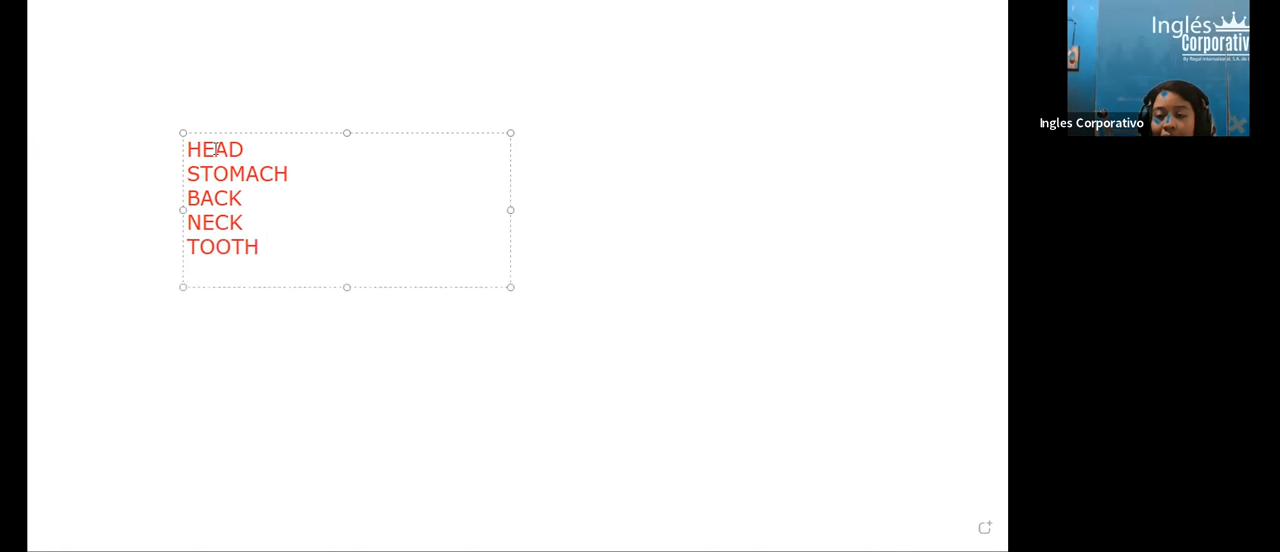 HEAD
STOMACH
BACK
NECK
TOOTH
Inglés
Corporativ
Ingles Corporativo